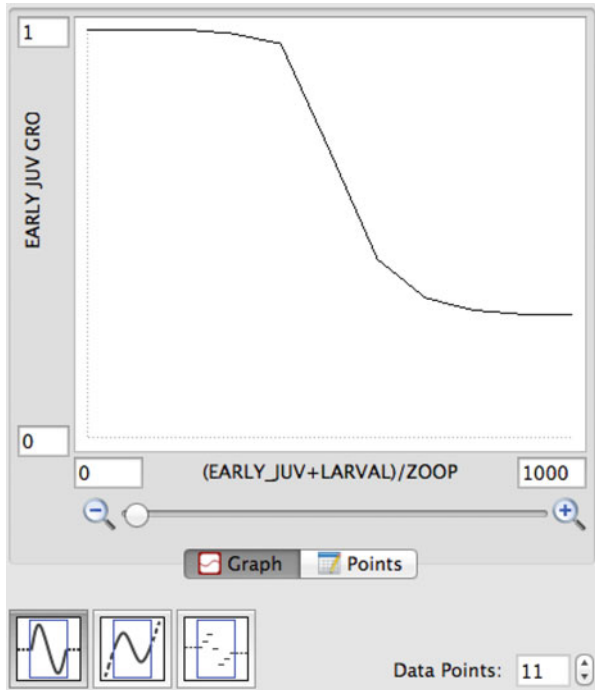 1
EARLY JUV GRO
0
0 (EARLY_JUV+LARVAL)/ZOOP 1000
Graph Points
Data Points: 11